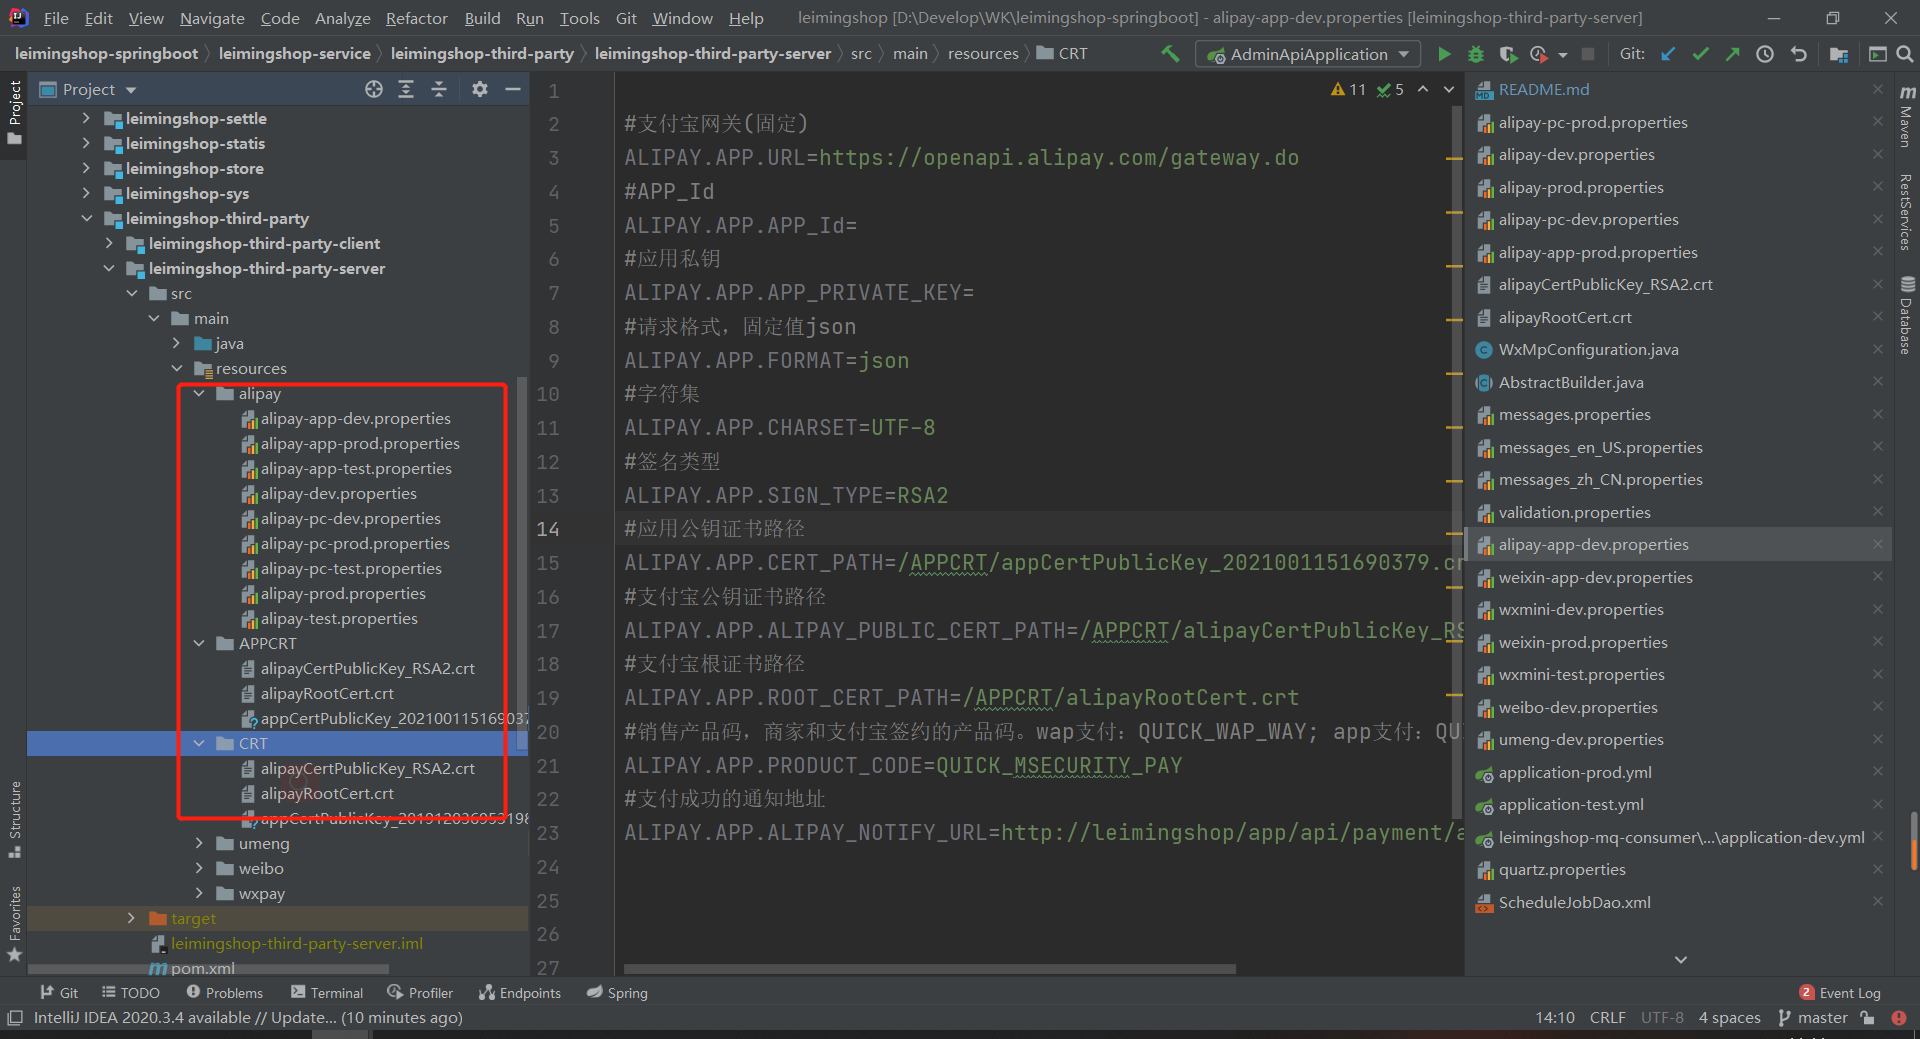 File Edit View Navigate Code Analyze Refactor Build Run Tools Git Window Help leimingshop [D:\Develop\WK\leimingshop-springboot] - alipay-app-dev.properties [leimingshop-third-party-server]
leimingshop-springboot leimingshop-service leimingshop-third-party leimingshop-third-party-server src main resources CRT AdminApiApplication Git:
Project
Project
leimingshop-settle
leimingshop-statis
leimingshop-store
leimingshop-sys
leimingshop-third-party
leimingshop-third-party-client
leimingshop-third-party-server
src
main
java
resources
alipay
alipay-app-dev.properties
alipay-app-prod.properties
alipay-app-test.properties
alipay-dev.properties
alipay-pc-dev.properties
alipay-pc-prod.properties
alipay-pc-test.properties
alipay-prod.properties
alipay-test.properties
APPCRT
alipayCertPublicKey_RSA2.crt
alipayRootCert.crt
appCertPublicKey_202100115169037
CRT
alipayCertPublicKey_RSA2.crt
alipayRootCert.crt
appCertPublicKey_201912036953198
umeng
weibo
wxpay
target
leimingshop-third-party-server.iml
pom.xml
Structure
Favorites
11 5
1
2 #支付宝网关(固定)
3 ALIPAY.APP.URL=https://openapi.alipay.com/gateway.do
4 #APP_Id
5 ALIPAY.APP.APP_Id=
6 #应用私钥
7 ALIPAY.APP.APP_PRIVATE_KEY=
8 #请求格式，固定值json
9 ALIPAY.APP.FORMAT=json
10 #字符集
11 ALIPAY.APP.CHARSET=UTF-8
12 #签名类型
13 ALIPAY.APP.SIGN_TYPE=RSA2
14 #应用公钥证书路径
15 ALIPAY.APP.CERT_PATH=/APPCRT/appCertPublicKey_2021001151690379.cr
16 #支付宝公钥证书路径
17 ALIPAY.APP.ALIPAY_PUBLIC_CERT_PATH=/APPCRT/alipayCertPublicKey_RS
18 #支付宝根证书路径
19 ALIPAY.APP.ROOT_CERT_PATH=/APPCRT/alipayRootCert.crt
20 #销售产品码，商家和支付宝签约的产品码。wap支付：QUICK_WAP_WAY; app支付：QUI
21 ALIPAY.APP.PRODUCT_CODE=QUICK_MSECURITY_PAY
22 #支付成功的通知地址
23 ALIPAY.APP.ALIPAY_NOTIFY_URL=http://leimingshop/app/api/payment/a
24
25
26
27
README.md
alipay-pc-prod.properties
alipay-dev.properties
alipay-prod.properties
alipay-pc-dev.properties
alipay-app-prod.properties
alipayCertPublicKey_RSA2.crt
alipayRootCert.crt
WxMpConfiguration.java
AbstractBuilder.java
messages.properties
messages_en_US.properties
messages_zh_CN.properties
validation.properties
alipay-app-dev.properties
weixin-app-dev.properties
wxmini-dev.properties
weixin-prod.properties
wxmini-test.properties
weibo-dev.properties
umeng-dev.properties
application-prod.yml
application-test.yml
leimingshop-mq-consumer\...\application-dev.yml
quartz.properties
ScheduleJobDao.xml
Maven
RestServices
Database
Git TODO Problems Terminal Profiler Endpoints Spring 2 Event Log
IntelliJ IDEA 2020.3.4 available // Update... (10 minutes ago) 14:10 CRLF UTF-8 4 spaces master